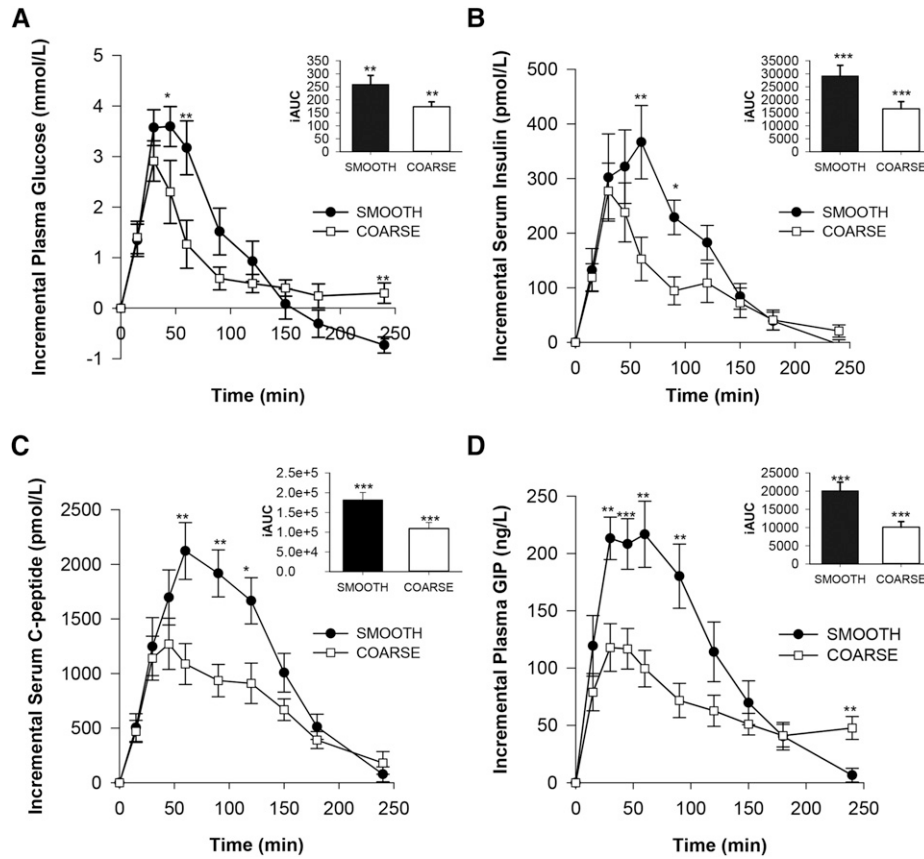 A
Incremental Plasma Glucose (mmol/L)
5
4
3
2
1
0
-1
0 50 100 150 200 250
Time (min)
* ** **
iAUC
350
300
250
200
150
100
50
0
** **
SMOOTH COARSE
SMOOTH
COARSE
B
Incremental Serum Insulin (pmol/L)
500
400
300
200
100
0
0 50 100 150 200 250
Time (min)
** *
iAUC
35000
30000
25000
20000
15000
10000
5000
0
*** ***
SMOOTH COARSE
SMOOTH
COARSE
C
Incremental Serum C-peptide (pmol/L)
2500
2000
1500
1000
500
0
0 50 100 150 200 250
Time (min)
** ** *
iAUC
2.5e+5
2.0e+5
1.5e+5
1.0e+5
5.0e+4
0.0
*** ***
SMOOTH COARSE
SMOOTH
COARSE
D
Incremental Plasma GIP (ng/L)
250
200
150
100
50
0
0 50 100 150 200 250
Time (min)
** *** ** ** **
iAUC
25000
20000
15000
10000
5000
0
*** ***
SMOOTH COARSE
SMOOTH
COARSE